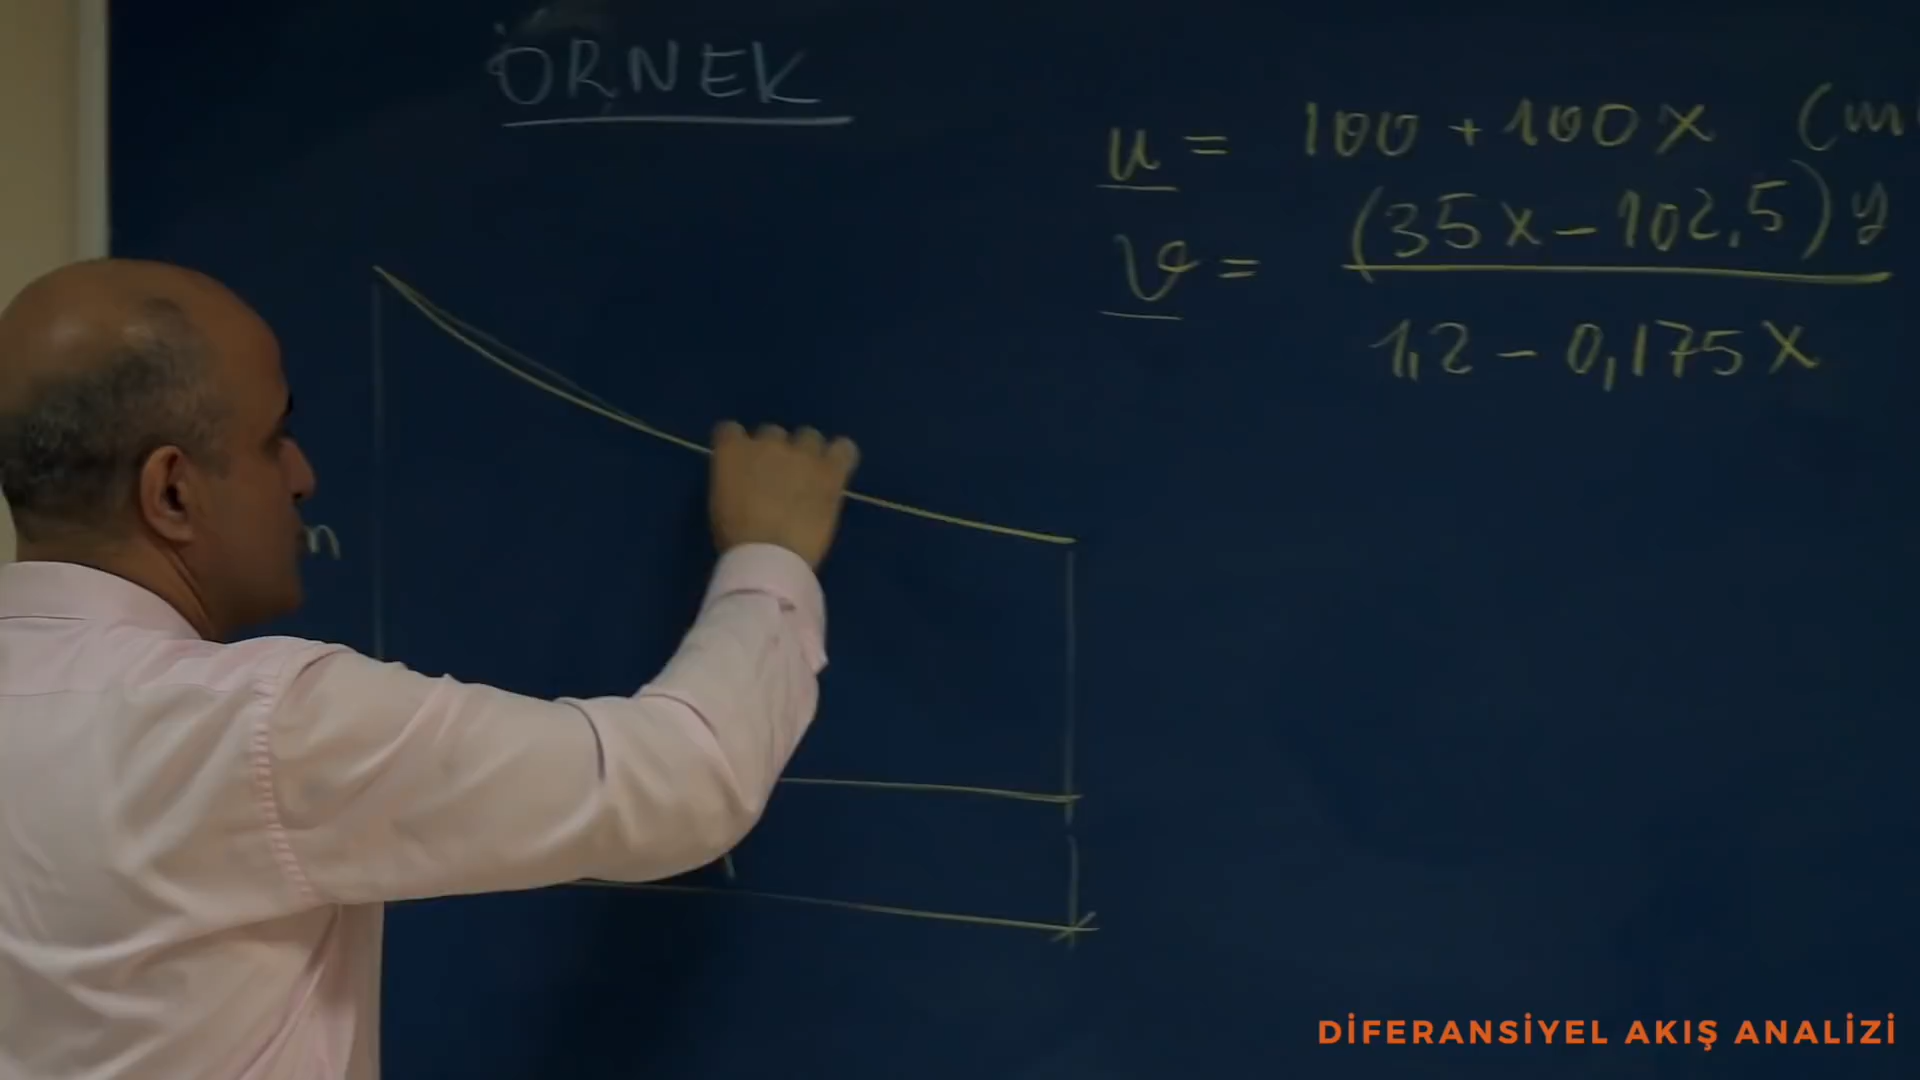 ÖRNEK
u = 100 + 100x (m
v = (35x - 102.5)y
1,2 - 0,175x
DİFERANSİYEL AKIŞ ANALİZİ